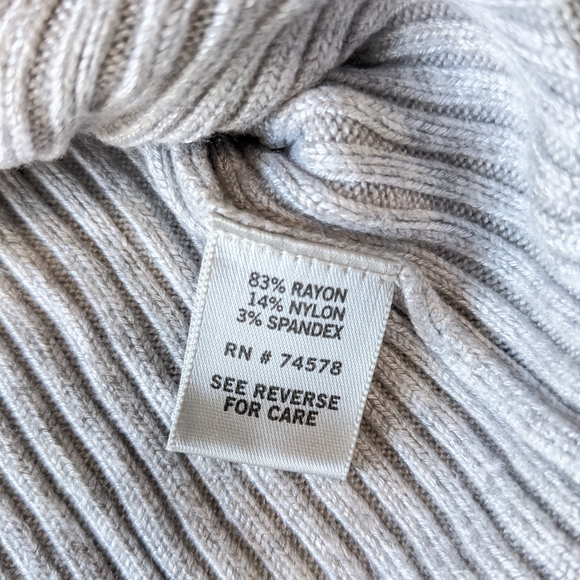 83% RAYON
14% NYLON
3% SPANDEX
RN # 74578
SEE REVERSE
FOR CARE